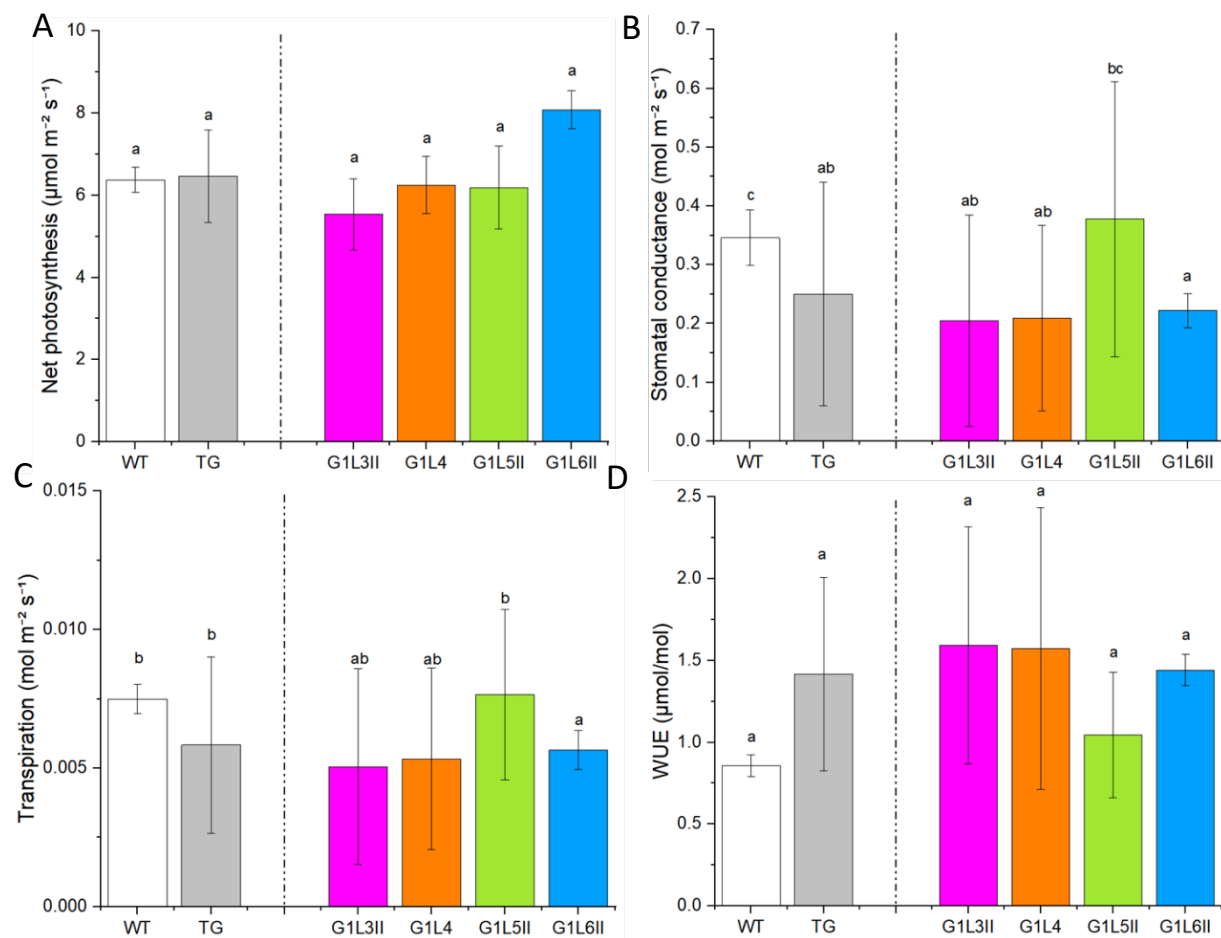 A
Net photosynthesis (µmol m⁻² s⁻¹)
10
8
6
4
2
0
a
a
a
a
a
a
WT
TG
G1L3II
G1L4
G1L5II
G1L6II
B
Stomatal conductance (mol m⁻² s⁻¹)
0.7
0.6
0.5
0.4
0.3
0.2
0.1
0.0
c
ab
ab
ab
bc
a
WT
TG
G1L3II
G1L4
G1L5II
G1L6II
C
Transpiration (mol m⁻² s⁻¹)
0.015
0.010
0.005
0.000
b
b
ab
ab
b
a
WT
TG
G1L3II
G1L4
G1L5II
G1L6II
D
WUE (µmol/mol)
2.5
2.0
1.5
1.0
0.5
0.0
a
a
a
a
a
a
WT
TG
G1L3II
G1L4
G1L5II
G1L6II